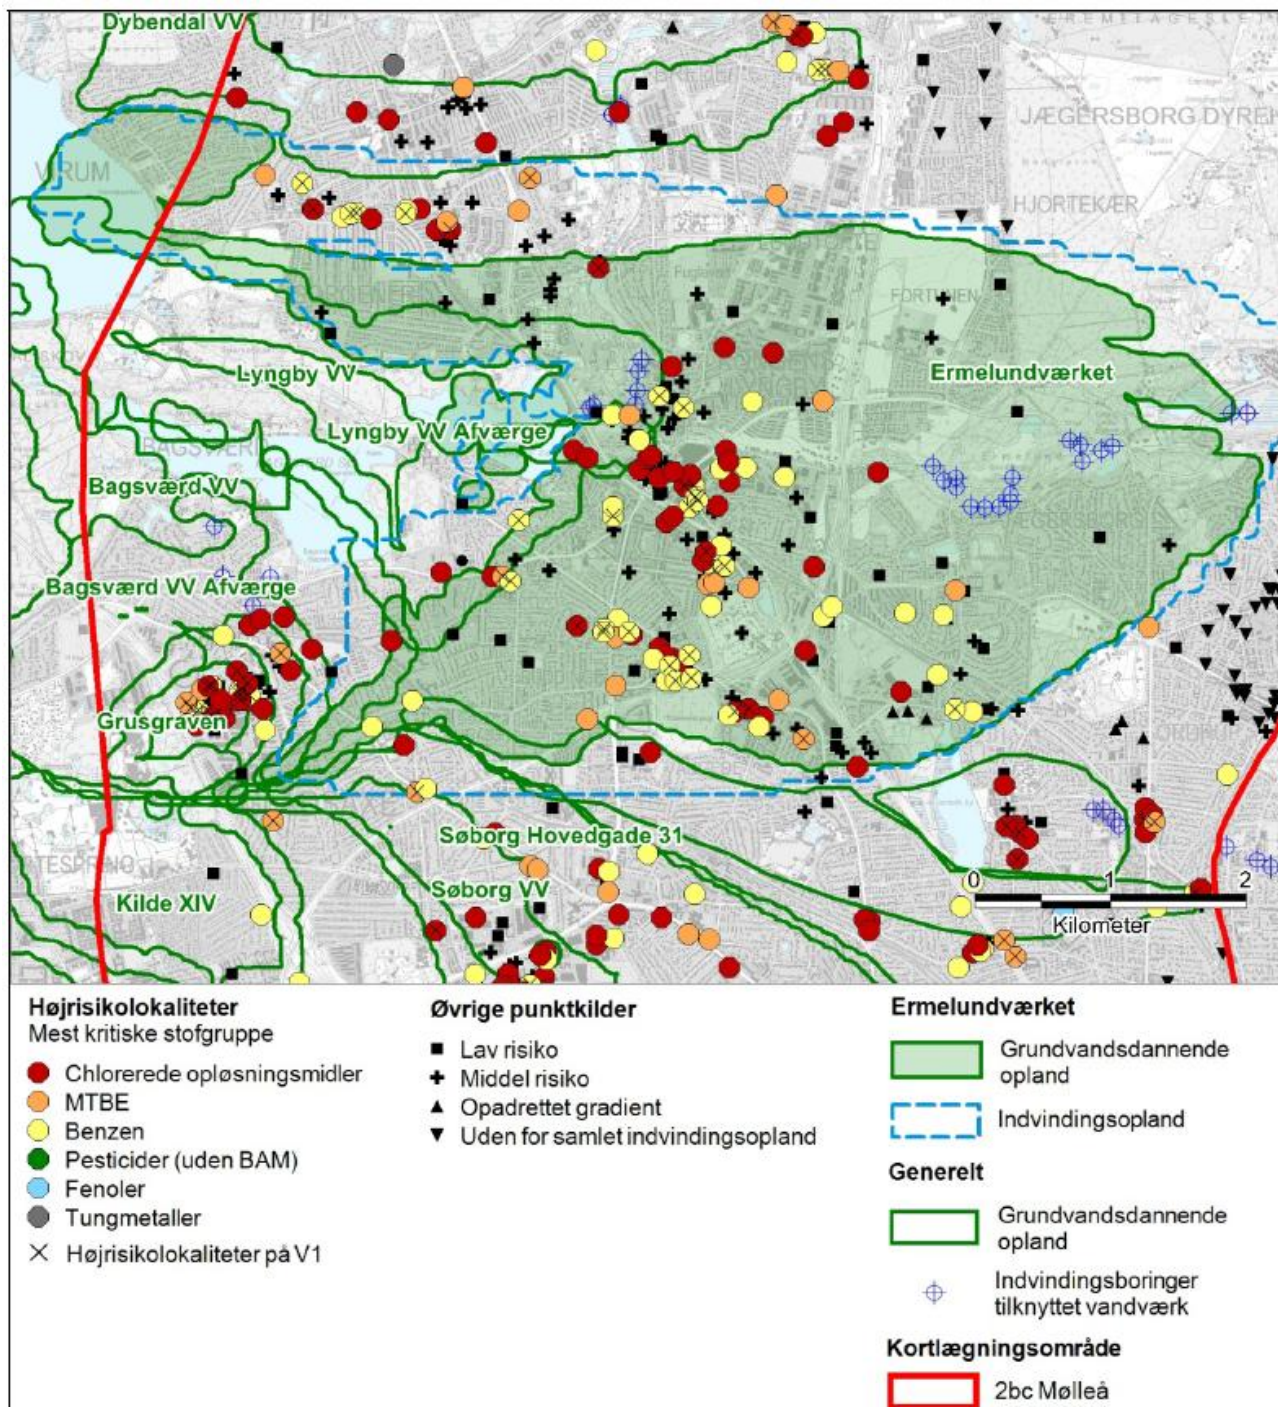 Dybendal VV
JÆGERSBORG DYREH
VIRUM
HJORTEKÆR
FORTUNEN
Lyngby VV
Ermelundværket
Lyngby VV Afværge
BAGSVÆRD
Bagsværd VV
Bagsværd VV Afværge
Grusgraven
Søborg Hovedgade 31
Søborg VV
Kilde XIV
0 1 2
Kilometer
Højrisikolokaliteter
Mest kritiske stofgruppe
Chlorerede opløsningsmidler
MTBE
Benzen
Pesticider (uden BAM)
Fenoler
Tungmetaller
Højrisikolokaliteter på V1
Øvrige punktkilder
Lav risiko
Middel risiko
Opadrettet gradient
Uden for samlet indvindingsopland
Ermelundværket
Grundvandsdannende
opland
Indvindingsopland
Generelt
Grundvandsdannende
opland
Indvindingsboringer
tilknyttet vandværk
Kortlægningsområde
2bc Mølleå